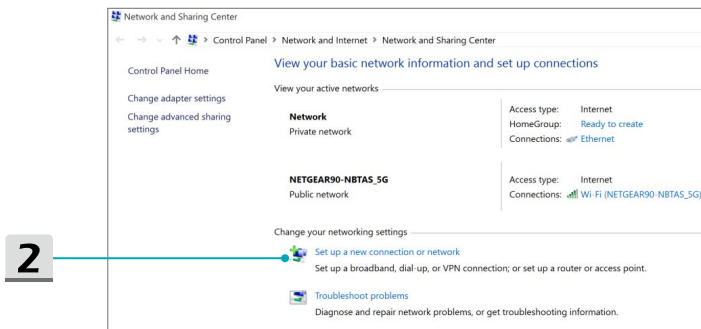 Network and Sharing Center
Control Panel > Network and Internet > Network and Sharing Center
Control Panel Home
Change adapter settings
Change advanced sharing
settings
View your basic network information and set up connections
View your active networks
Network
Private network
Access type: Internet
HomeGroup: Ready to create
Connections: Ethernet
NETGEAR90-NBTAS_5G
Public network
Access type: Internet
Connections: Wi-Fi (NETGEAR90-NBTAS_5G)
Change your networking settings
2
Set up a new connection or network
Set up a broadband, dial-up, or VPN connection; or set up a router or access point.
Troubleshoot problems
Diagnose and repair network problems, or get troubleshooting information.